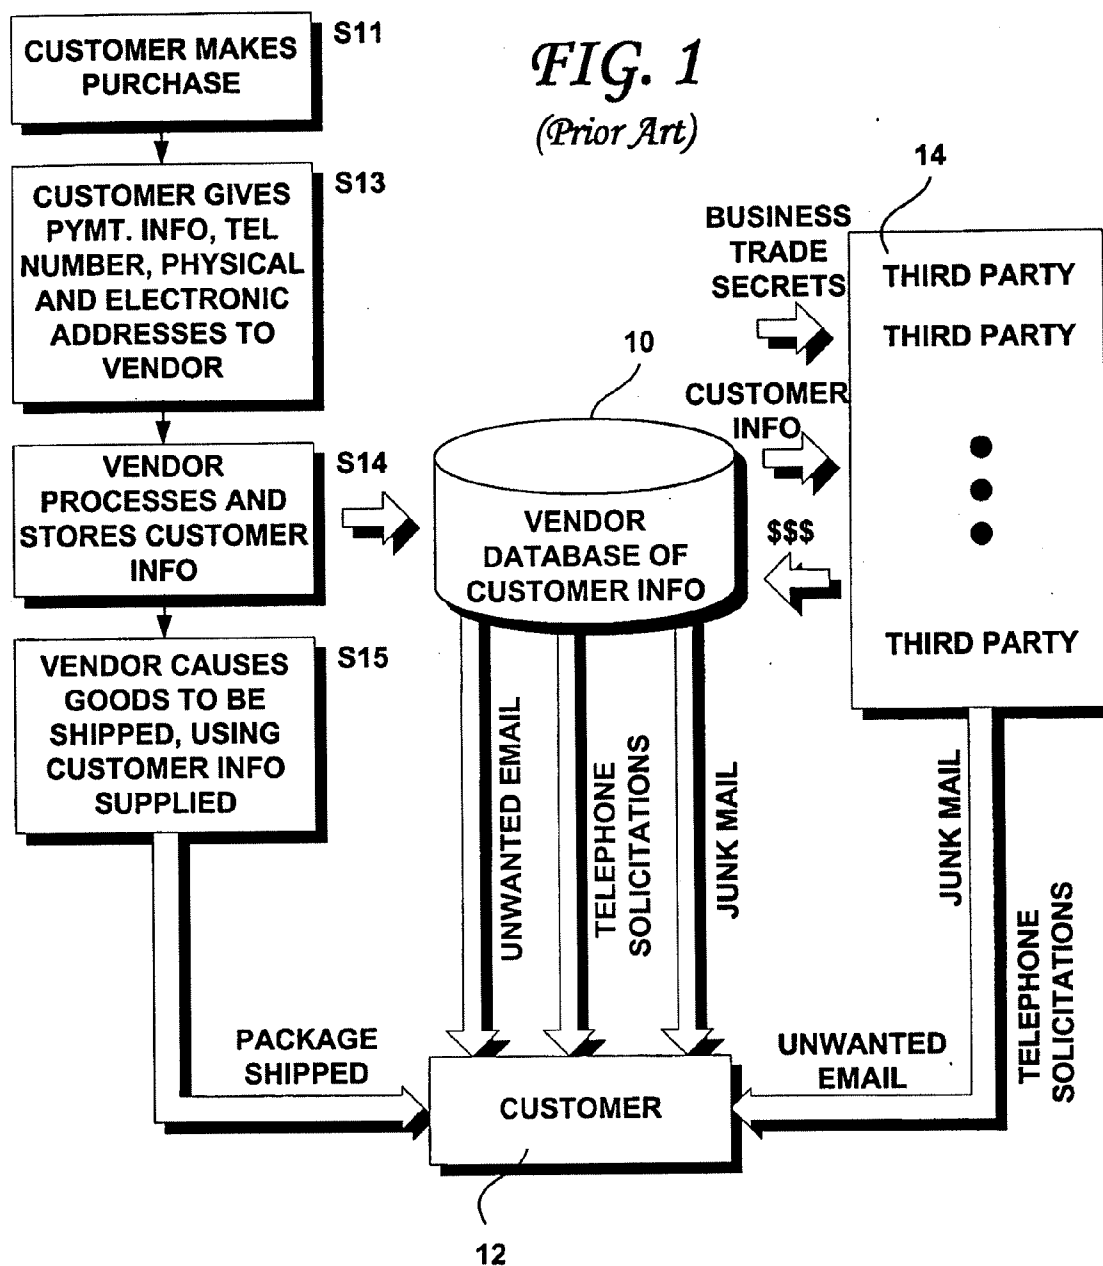 CUSTOMER MAKES
PURCHASE
S11
FIG. 1
(Prior Art)
CUSTOMER GIVES
PYMT. INFO, TEL
NUMBER, PHYSICAL
AND ELECTRONIC
ADDRESSES TO
VENDOR
S13
VENDOR
PROCESSES AND
STORES CUSTOMER
INFO
S14
VENDOR CAUSES
GOODS TO BE
SHIPPED, USING
CUSTOMER INFO
SUPPLIED
S15
10
VENDOR
DATABASE OF
CUSTOMER INFO
BUSINESS
TRADE
SECRETS
CUSTOMER
INFO
$$$
14
THIRD PARTY
THIRD PARTY
THIRD PARTY
UNWANTED EMAIL
TELEPHONE
SOLICITATIONS
JUNK MAIL
JUNK MAIL
TELEPHONE
SOLICITATIONS
UNWANTED
EMAIL
PACKAGE
SHIPPED
CUSTOMER
12